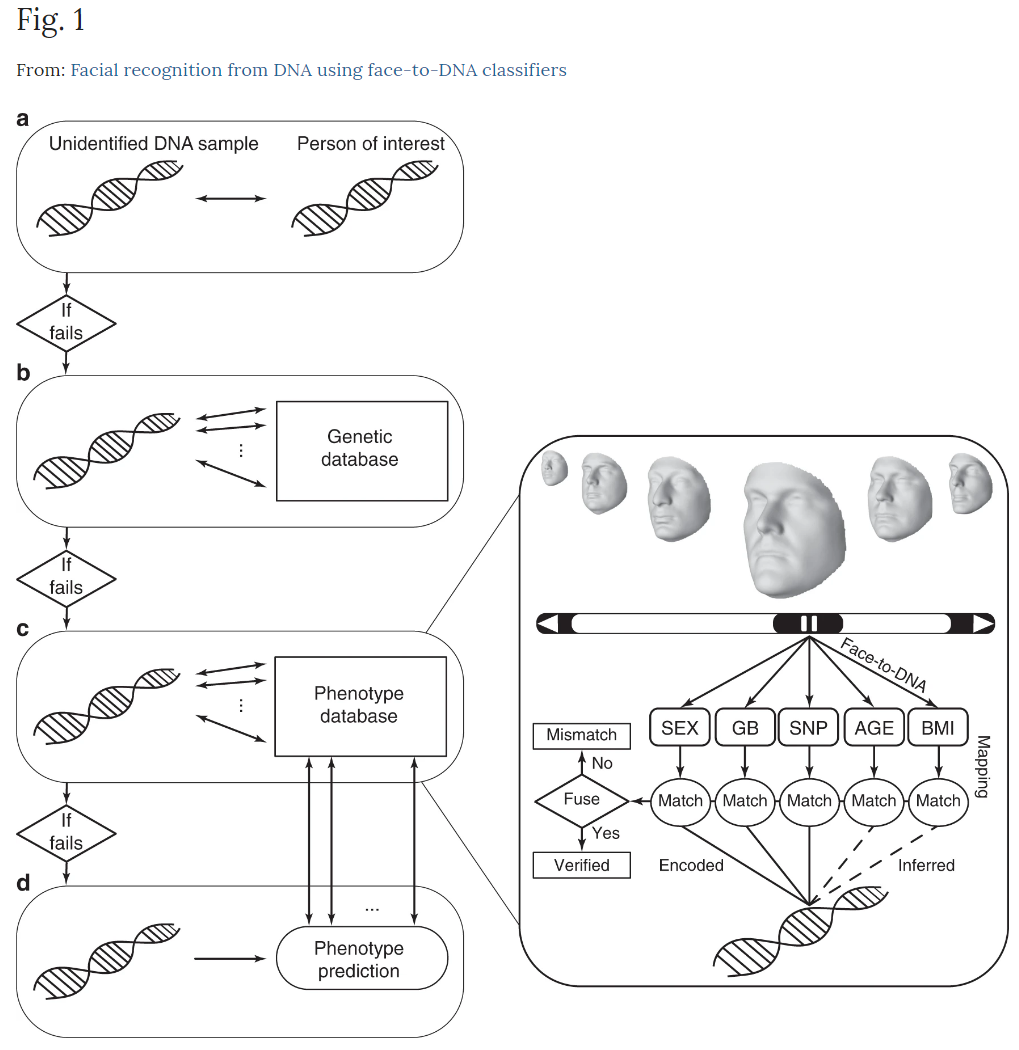 Fig. 1
From: Facial recognition from DNA using face-to-DNA classifiers
a
Unidentified DNA sample
Person of interest
If
fails
b
Genetic
database
...
If
fails
c
Phenotype
database
...
If
fails
d
...
Phenotype
prediction
Face-to-DNA
SEX
GB
SNP
AGE
BMI
Mapping
Mismatch
No
Fuse
Match
Match
Match
Match
Match
Yes
Verified
Encoded
Inferred